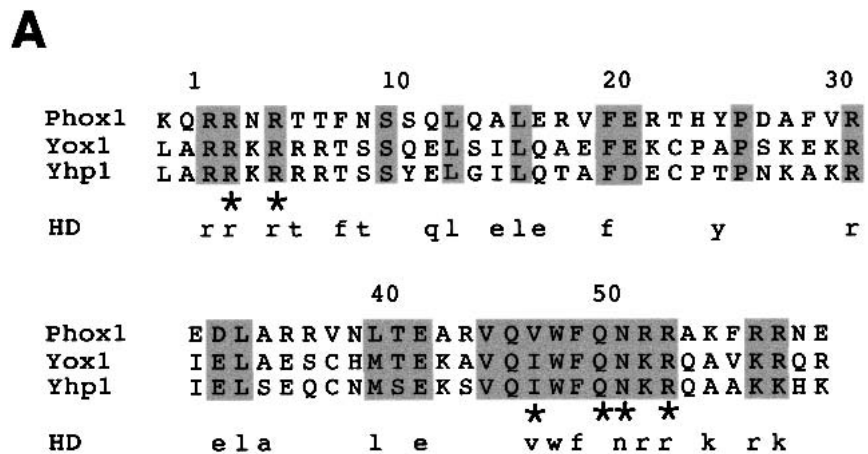 A
1 10 20 30
Phox1 K Q R R N R T T F N S S Q L Q A L E R V F E R T H Y P D A F V R
Yox1 L A R R K R R R T S S Q E L S I L Q A E F E K C P A P S K E K R
Yhp1 L A R R K R R R T S S Y E L G I L Q T A F D E C P T P N K A K R
* *
HD r r r t f t q l e l e f y r
40 50
Phox1 E D L A R R V N L T E A R V Q V W F Q N R R A K F R R N E
Yox1 I E L A E S C H M T E K A V Q I W F Q N K R Q A V K R Q R
Yhp1 I E L S E Q C N M S E K S V Q I W F Q N K R Q A A K K H K
* * * *
HD e l a l e v w f n r r k r k